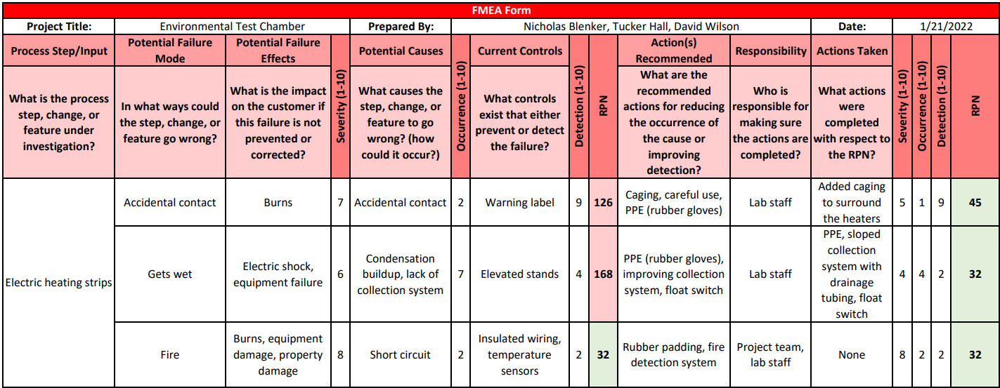 FMEA Form
Project Title: Environmental Test Chamber Prepared By: Nicholas Blenker, Tucker Hall, David Wilson Date: 1/21/2022
Process Step/Input
Potential Failure
Mode
Potential Failure
Effects
Severity (1-10)
Potential Causes
Occurrence (1-10)
Current Controls
Detection (1-10)
RPN
Action(s)
Recommended
Responsibility
Actions Taken
Severity (1-10)
Occurrence (1-10)
Detection (1-10)
RPN
What is the process
step, change, or
feature under
investigation?
In what ways could
the step, change, or
feature go wrong?
What is the impact
on the customer if
this failure is not
prevented or
corrected?
What causes the
step, change, or
feature to go
wrong? (how
could it occur?)
What controls
exist that either
prevent or detect
the failure?
What are the
recommended
actions for reducing
the occurrence of
the cause or
improving
detection?
Who is
responsible for
making sure
the actions are
completed?
What actions
were
completed
with respect to
the RPN?
Electric heating strips
Accidental contact
Burns
7
Accidental contact
2
Warning label
9
126
Caging, careful use,
PPE (rubber gloves)
Lab staff
Added caging
to surround
the heaters
5
1
9
45
Gets wet
Electric shock,
equipment failure
6
Condensation
buildup, lack of
collection system
7
Elevated stands
4
168
PPE (rubber gloves),
improving collection
system, float switch
Lab staff
PPE, sloped
collection
system with
drainage
tubing, float
switch
4
4
2
32
Fire
Burns, equipment
damage, property
damage
8
Short circuit
2
Insulated wiring,
temperature
sensors
2
32
Rubber padding, fire
detection system
Project team,
lab staff
None
8
2
2
32